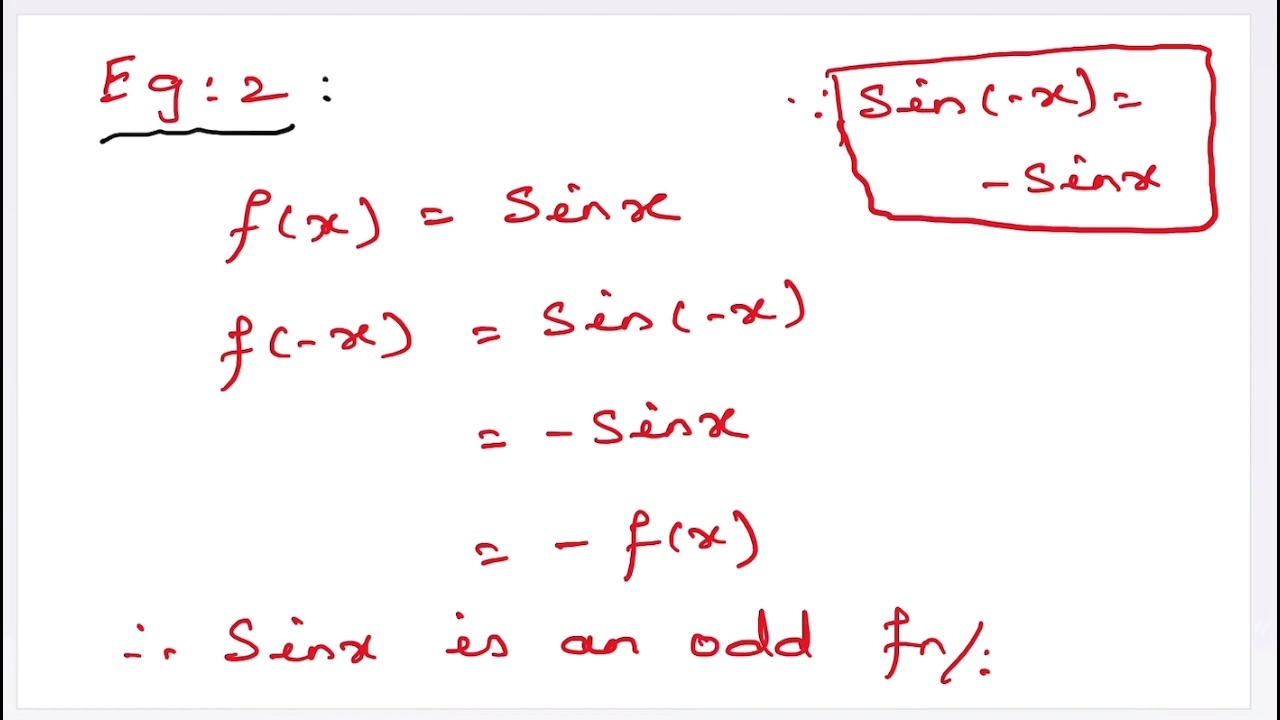 Eg:2 :
∵ Sin(-x) =
- Sinx
f(x) = Sinx
f(-x) = Sin(-x)
= - Sinx
= - f(x)
∴ Sinx is an odd fn/: